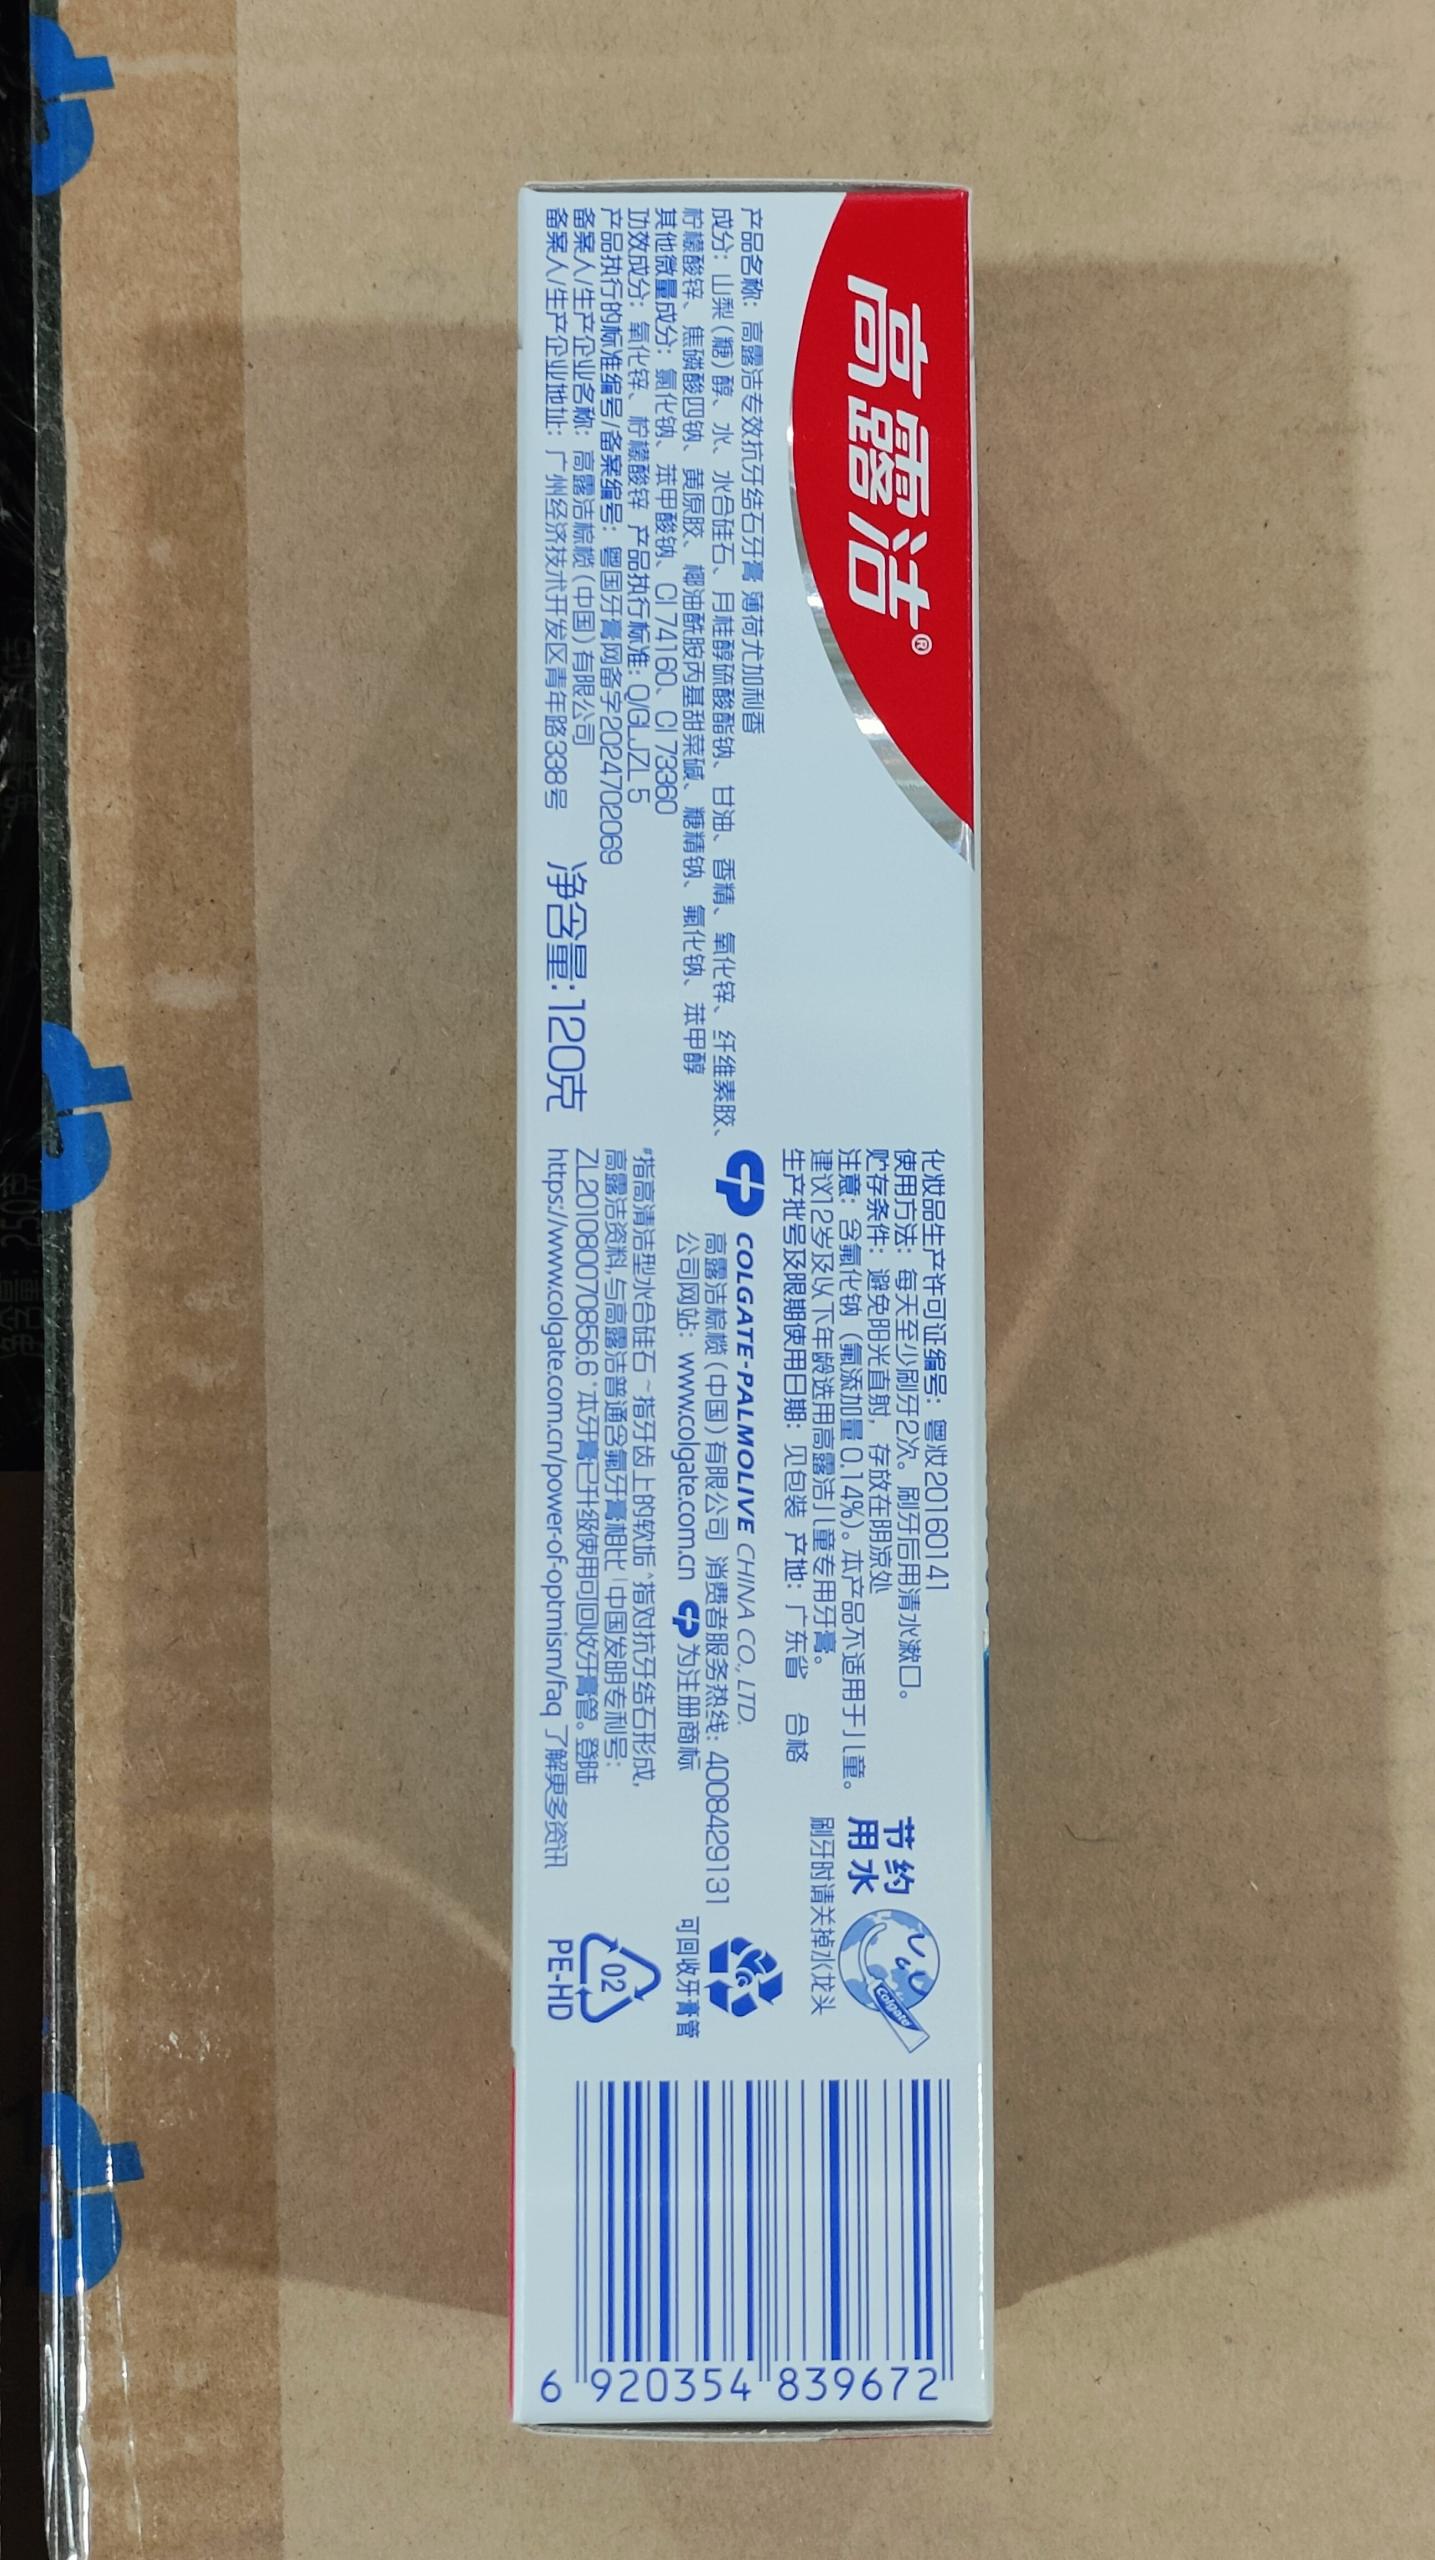 高露洁®
产品名称：高露洁专效抗牙结石牙膏 薄荷尤加利香
成分：山梨（糖）醇、水、水合硅石、月桂醇硫酸酯钠、甘油、香精、氧化锌、纤维素胶、
柠檬酸锌、焦磷酸四钠、黄原胶、椰油酰胺丙基甜菜碱、糖精钠、氟化钠、苯甲醇
其他微量成分：氯化钠、苯甲酸钠、CI 74160、CI 73360
功效成分：氧化锌、柠檬酸锌 产品执行标准：Q/GLJZL 5
产品执行的标准编号/备案编号：粤国牙膏网备字2024702069
备案人/生产企业名称：高露洁棕榄（中国）有限公司
备案人/生产企业地址：广州经济技术开发区青年路338号
净含量：120克
化妆品生产许可证编号：粤妆20160141
使用方法：每天至少刷牙2次。刷牙后用清水漱口。
贮存条件：避免阳光直射，存放在阴凉处
注意：含氟化钠（氟添加量0.14%）。本产品不适用于儿童。
建议12岁及以下年龄选用高露洁儿童专用牙膏。
生产批号及限期使用日期：见包装 产地：广东省 合格
CP COLGATE-PALMOLIVE CHINA CO., LTD.
高露洁棕榄（中国）有限公司 消费者服务热线：4008429131
公司网站：www.colgate.com.cn CP 为注册商标
#指高清洁型水合硅石 ~指牙齿上的软垢 ^指对抗牙结石形成,
高露洁资料,与高露洁普通含氟牙膏相比 |中国发明专利号:
ZL201080070856.6 *本牙膏已升级使用可回收牙膏管。登陆
https://www.colgate.com.cn/power-of-optmism/faq 了解更多资讯
节约
用水
刷牙时请关掉水龙头
Colgate
可回收牙膏管
02
PE-HD
6 920354 839672